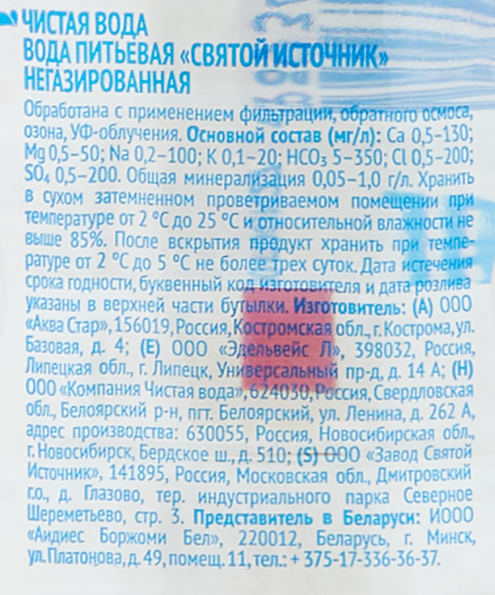 ЧИСТАЯ ВОДА
ВОДА ПИТЬЕВАЯ «СВЯТОЙ ИСТОЧНИК»
НЕГАЗИРОВАННАЯ
Обработана с применением фильтрации, обратного осмоса,
озона, УФ-облучения. Основной состав (мг/л): Ca 0,5-130;
Mg 0,5-50; Na 0,2-100; K 0,1-20; HCO₃ 5-350; Cl 0,5-200;
SO₄ 0,5-200. Общая минерализация 0,05-1,0 г/л. Хранить
в сухом затемненном проветриваемом помещении при
температуре от 2 °С до 25 °С и относительной влажности не
выше 85%. После вскрытия продукт хранить при темпе-
ратуре от 2 °С до 5 °С не более трех суток. Дата истечения
срока годности, буквенный код изготовителя и дата розлива
указаны в верхней части бутылки. Изготовитель: (А) ООО
«Аква Стар», 156019, Россия, Костромская обл., г. Кострома, ул.
Базовая, д. 4; (Е) ООО «Эдельвейс Л», 398032, Россия,
Липецкая обл., г. Липецк, Универсальный пр-д, д. 14 А; (Н)
ООО «Компания Чистая вода», 624030, Россия, Свердловская
обл., Белоярский р-н, пгт. Белоярский, ул. Ленина, д. 262 А,
адрес производства: 630055, Россия, Новосибирская обл.,
г. Новосибирск, Бердское ш., д. 510; (S) ООО «Завод Святой
Источник», 141895, Россия, Московская обл., Дмитровский
г.о., д. Глазово, тер. индустриального парка Северное
Шереметьево, стр. 3. Представитель в Беларуси: ИООО
«Аидиес Боржоми Бел», 220012, Беларусь, г. Минск,
ул. Платонова, д. 49, помещ. 11, тел.: + 375-17-336-36-37.